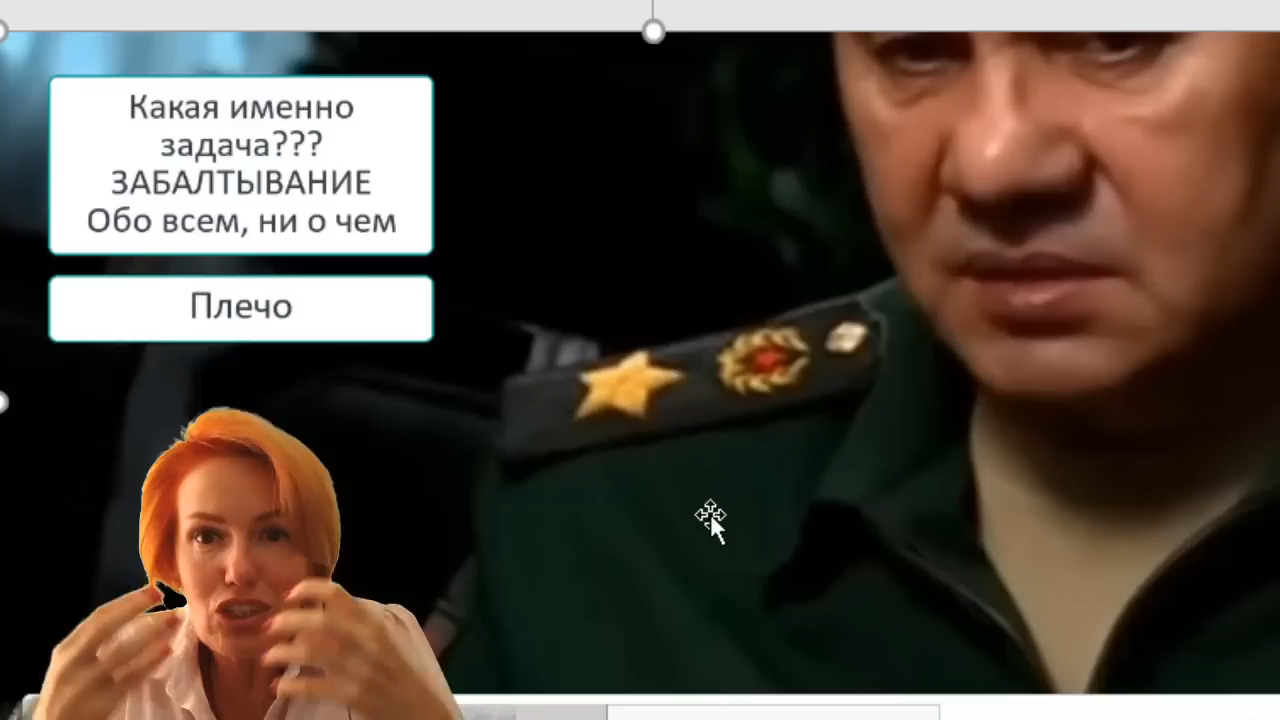 Какая именно
задача???
ЗАБАЛТЫВАНИЕ
Обо всем, ни о чем
Плечо